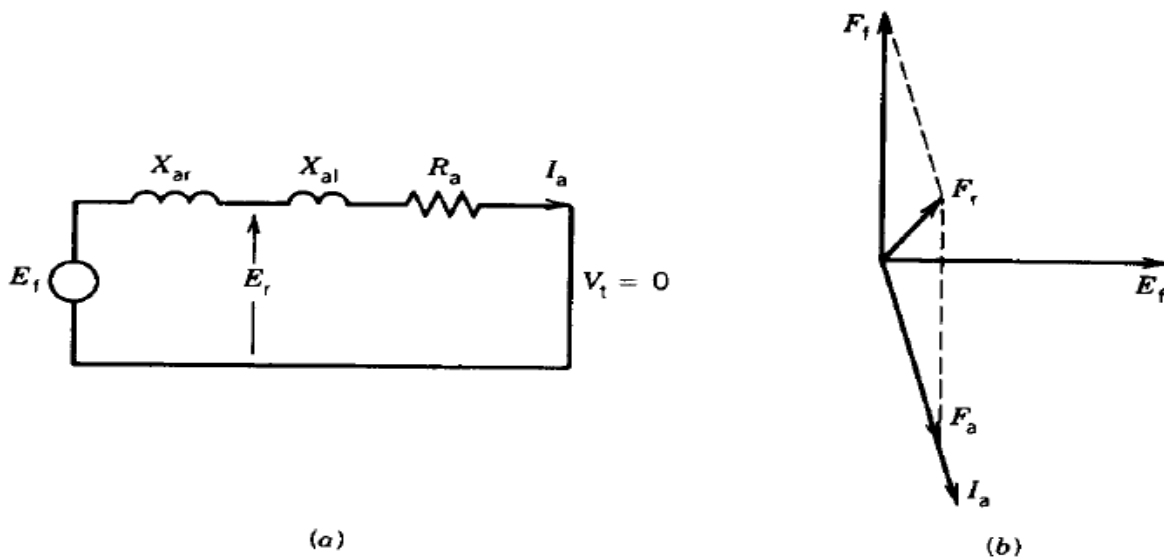 X_ar X_al R_a I_a
E_f E_r V_t = 0
(a)
F_f
F_r
E_f
F_a
I_a
(b)